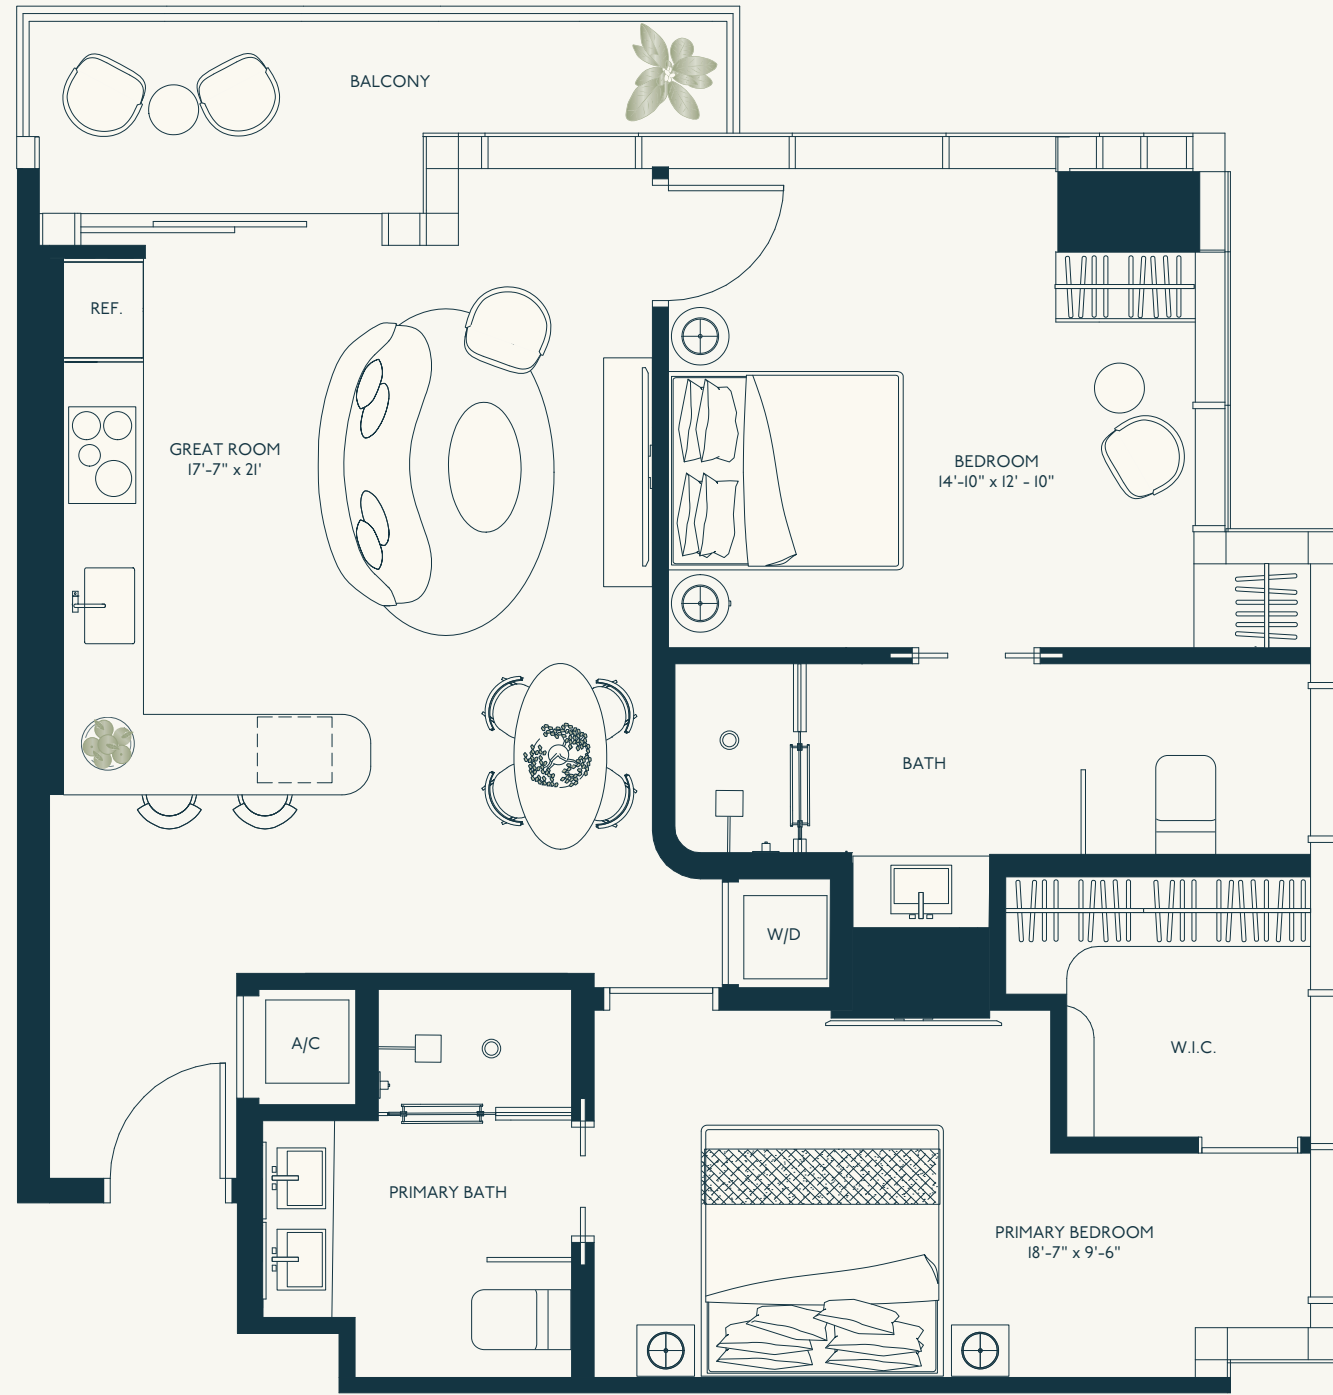 BALCONY
REF.
GREAT ROOM
17'-7" x 21'
BEDROOM
14'-10" x 12' - 10"
BATH
W/D
A/C
W.I.C.
PRIMARY BATH
PRIMARY BEDROOM
18'-7" x 9'-6"